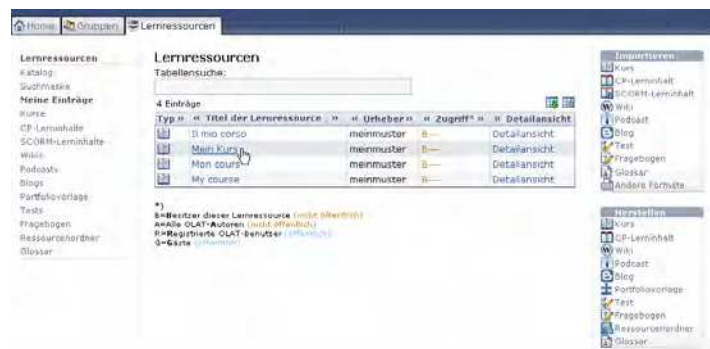 Home Gruppen Lernressourcen
Lernressourcen
Katalog
Suchmaske
Meine Einträge
Kurse
CP-Lerninhalte
SCORM-Lerninhalte
Wikis
Podcasts
Blogs
Portfoliovorlage
Tests
Fragebogen
Ressourcenordner
Glossar
Lernressourcen
Tabellensuche:
4 Einträge
Typ « Titel der Lernressource » « Urheber » « Zugriff* » « Detailansicht
Il mio corso meinmuster B--- Detailansicht
Mein Kurs meinmuster B--- Detailansicht
Mon cours meinmuster B--- Detailansicht
My course meinmuster B--- Detailansicht
*)
B=Besitzer dieser Lernressource (nicht öffentlich)
A=Alle OLAT-Autoren (nicht öffentlich)
R=Registrierte OLAT-Benutzer (öffentlich)
G=Gäste (öffentlich)
Importieren
Kurs
CP-Lerninhalt
SCORM-Lerninhalt
Wiki
Podcast
Blog
Test
Fragebogen
Glossar
Andere Formate
Herstellen
Kurs
CP-Lerninhalt
Wiki
Podcast
Blog
Portfoliovorlage
Test
Fragebogen
Ressourcenordner
Glossar